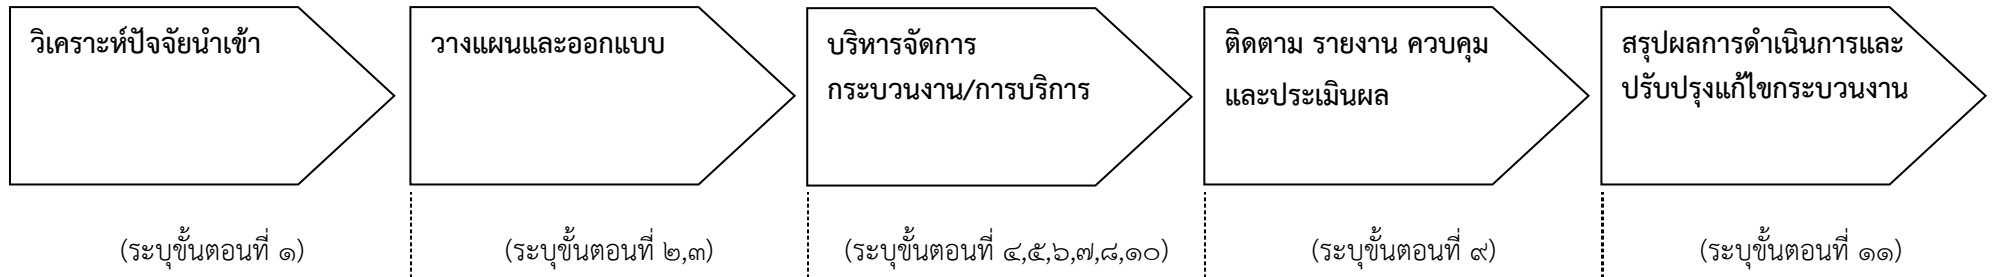 วิเคราะห์ปัจจัยนำเข้า
วางแผนและออกแบบ
บริหารจัดการ
กระบวนงาน/การบริการ
ติดตาม รายงาน ควบคุม
และประเมินผล
สรุปผลการดำเนินการและ
ปรับปรุงแก้ไขกระบวนงาน
(ระบุขั้นตอนที่ ๑)
(ระบุขั้นตอนที่ ๒,๓)
(ระบุขั้นตอนที่ ๔,๕,๖,๗,๘,๑๐)
(ระบุขั้นตอนที่ ๙)
(ระบุขั้นตอนที่ ๑๑)